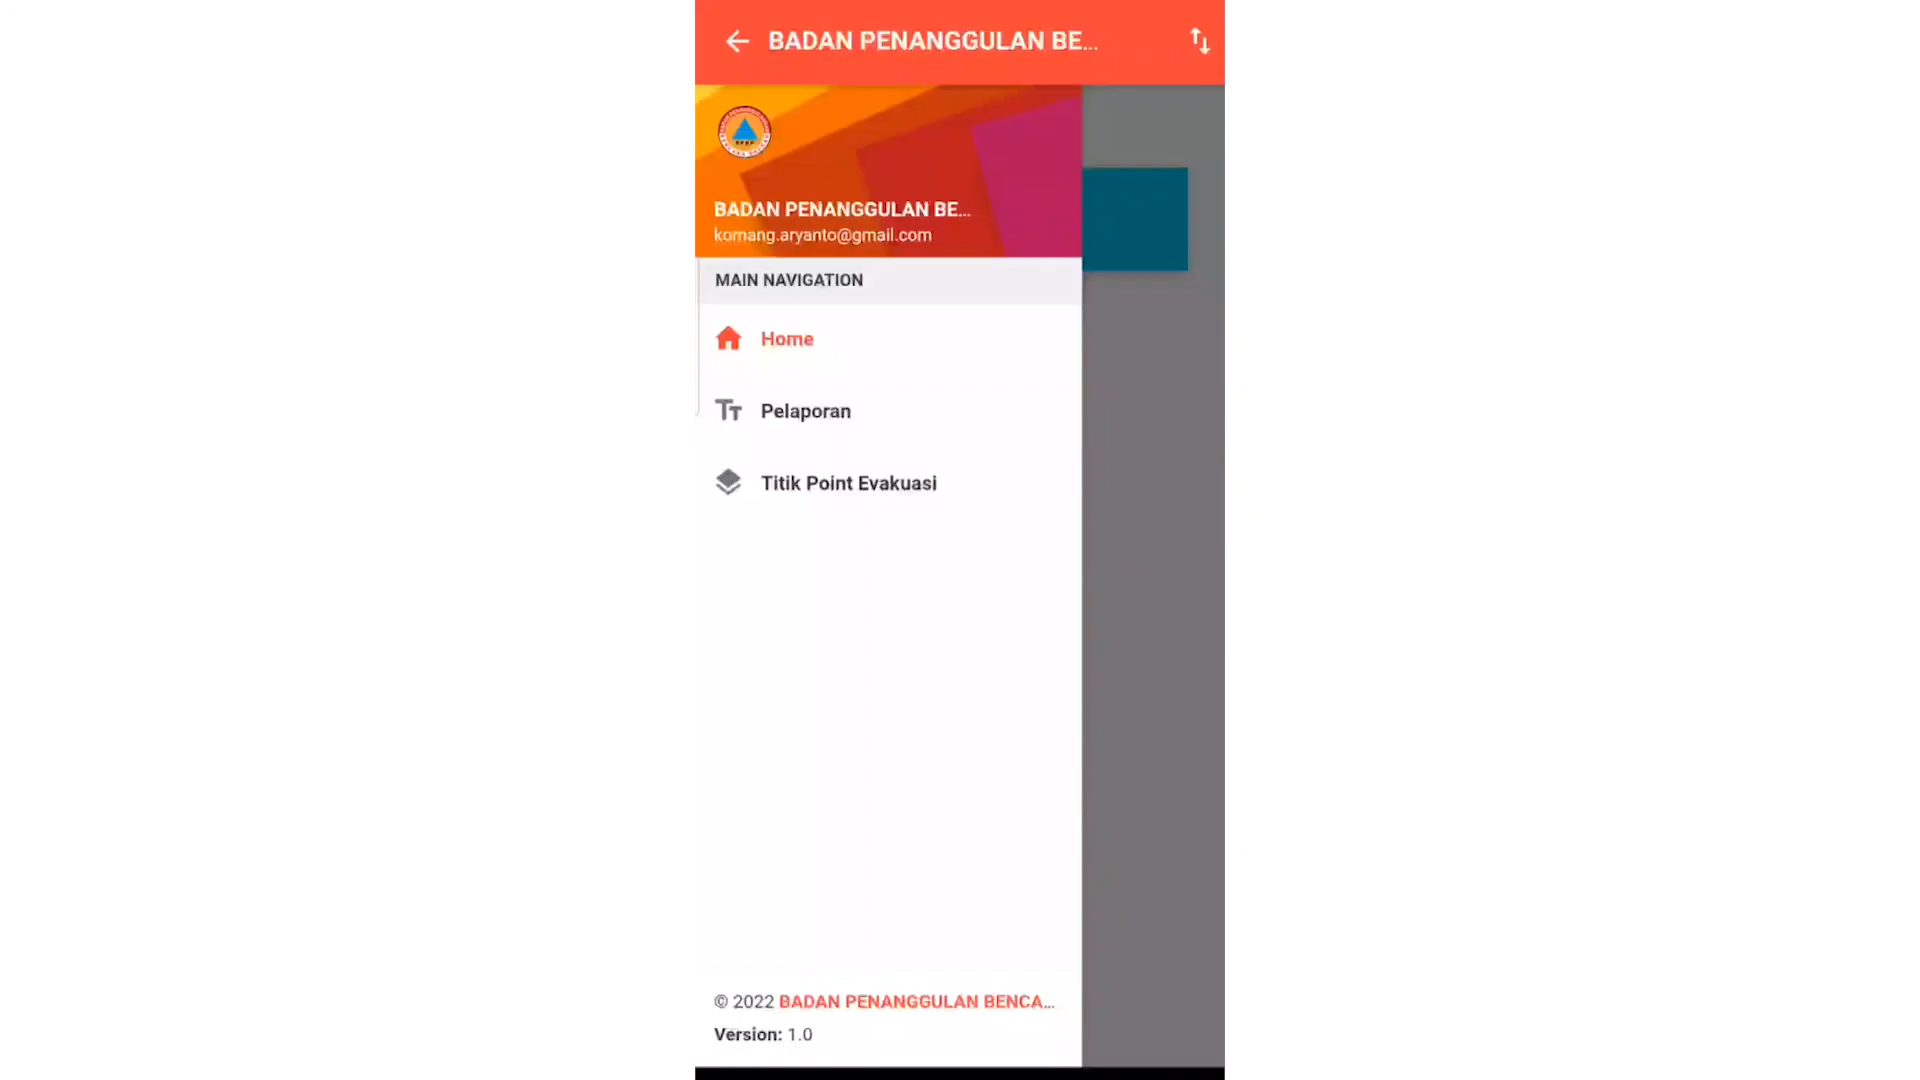 BADAN PENANGGULAN BE...
BADAN PENANGGULAN BE...
komang.aryanto@gmail.com
MAIN NAVIGATION
Home
Pelaporan
Titik Point Evakuasi
© 2022 BADAN PENANGGULAN BENCA...
Version: 1.0